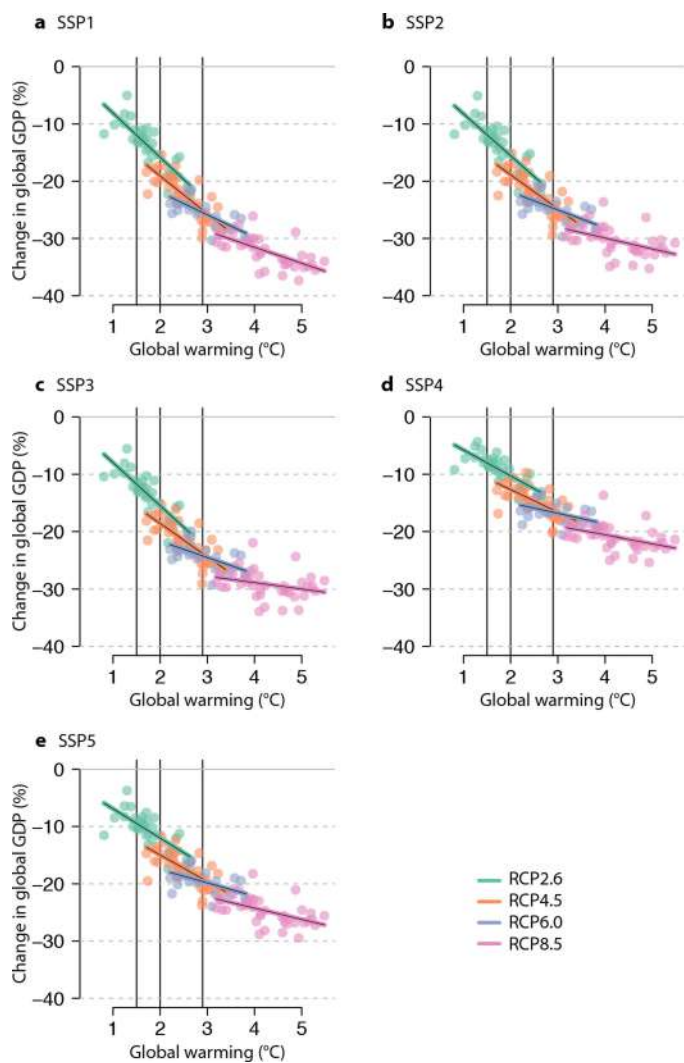 a SSP1
b SSP2
Change in global GDP (%)
0
−10
−20
−30
−40
1 2 3 4 5
Global warming (°C)
0
−10
−20
−30
−40
1 2 3 4 5
Global warming (°C)
c SSP3
d SSP4
Change in global GDP (%)
0
−10
−20
−30
−40
1 2 3 4 5
Global warming (°C)
0
−10
−20
−30
−40
1 2 3 4 5
Global warming (°C)
e SSP5
Change in global GDP (%)
0
−10
−20
−30
−40
1 2 3 4 5
Global warming (°C)
RCP2.6
RCP4.5
RCP6.0
RCP8.5